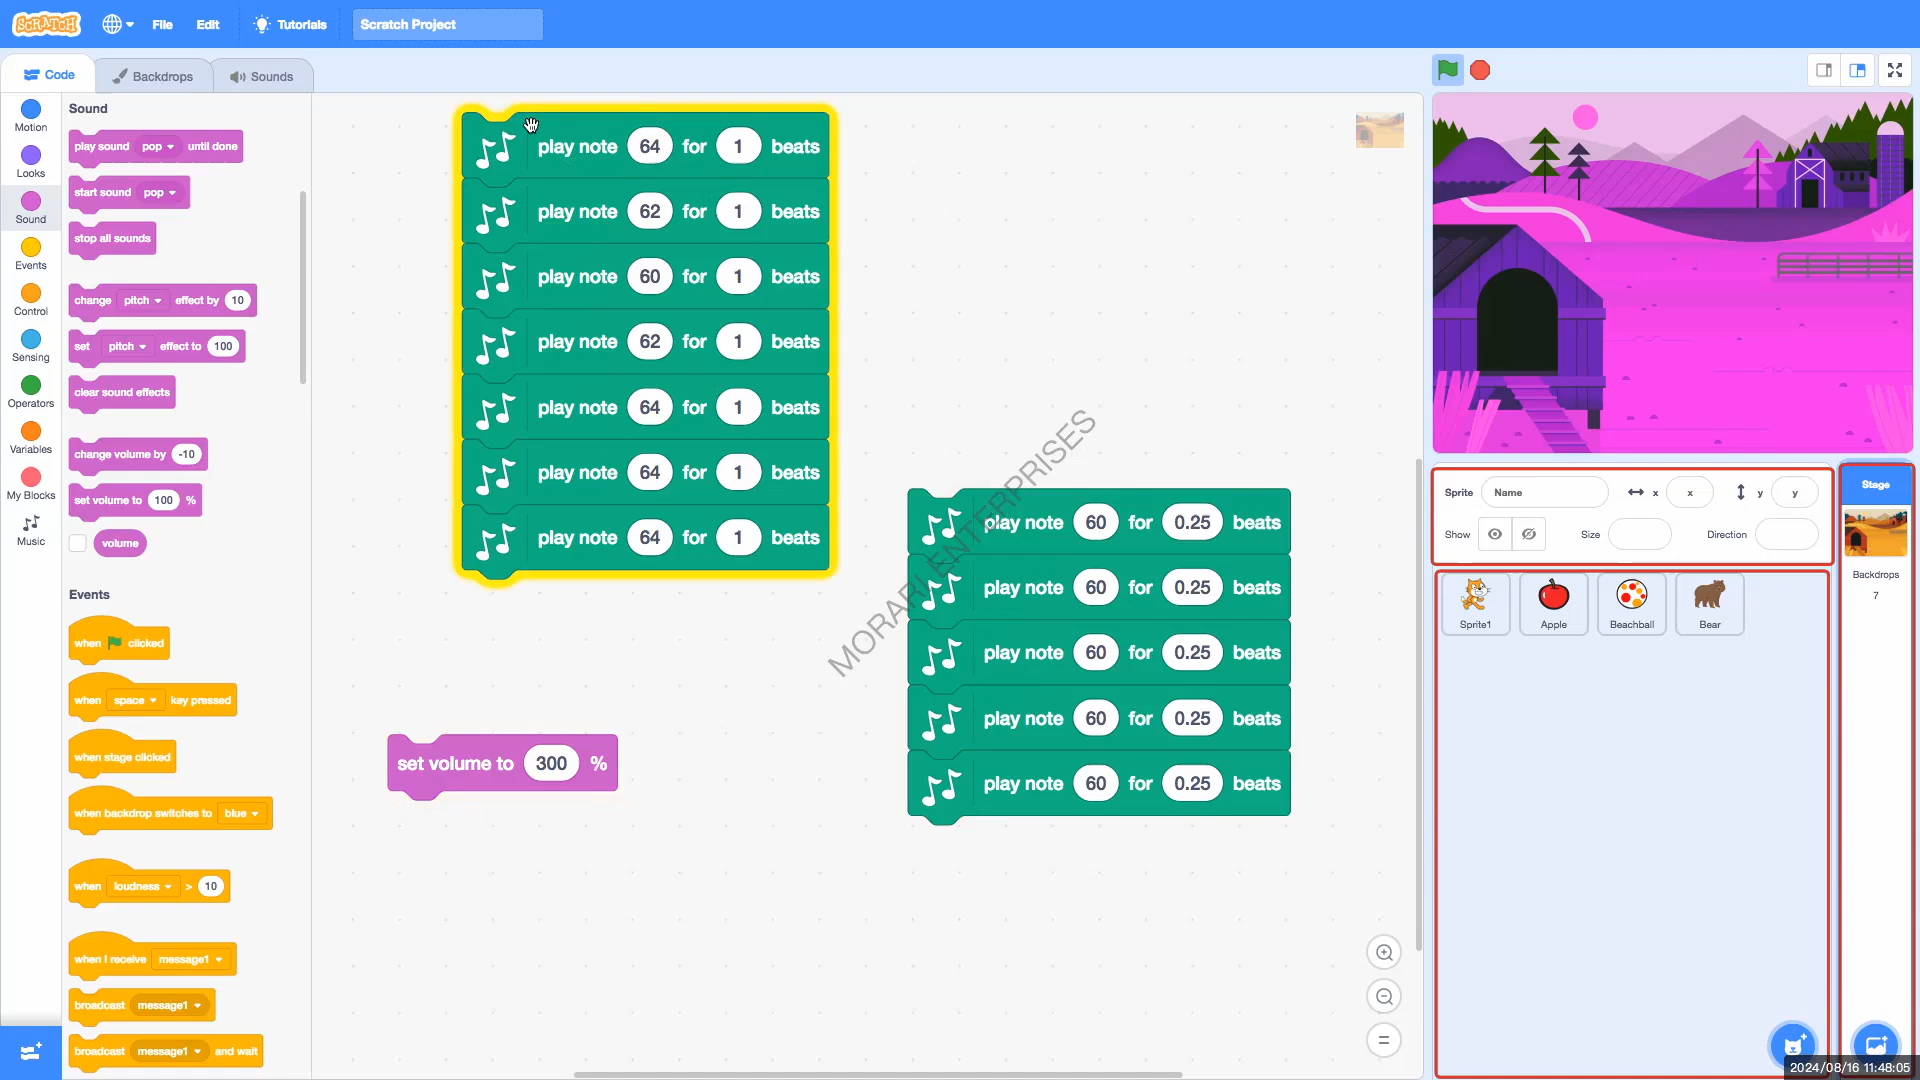 SCRATCH File Edit Tutorials Scratch Project
Code Backdrops Sounds
Motion
Looks
Sound
Events
Control
Sensing
Operators
Variables
My Blocks
Music
Sound
play sound pop until done
start sound pop
stop all sounds
change pitch effect by 10
set pitch effect to 100
clear sound effects
change volume by -10
set volume to 100 %
volume
Events
when clicked
when space key pressed
when stage clicked
when backdrop switches to blue
when loudness > 10
when I receive message1
broadcast message1
broadcast message1 and wait
play note 64 for 1 beats
play note 62 for 1 beats
play note 60 for 1 beats
play note 62 for 1 beats
play note 64 for 1 beats
play note 64 for 1 beats
play note 64 for 1 beats
set volume to 300 %
MORARI ENTERPRISES
play note 60 for 0.25 beats
play note 60 for 0.25 beats
play note 60 for 0.25 beats
play note 60 for 0.25 beats
play note 60 for 0.25 beats
Sprite Name x x y y
Show Size Direction
Sprite1 Apple Beachball Bear
Stage
Backdrops
7
2024/08/16 11:48:05